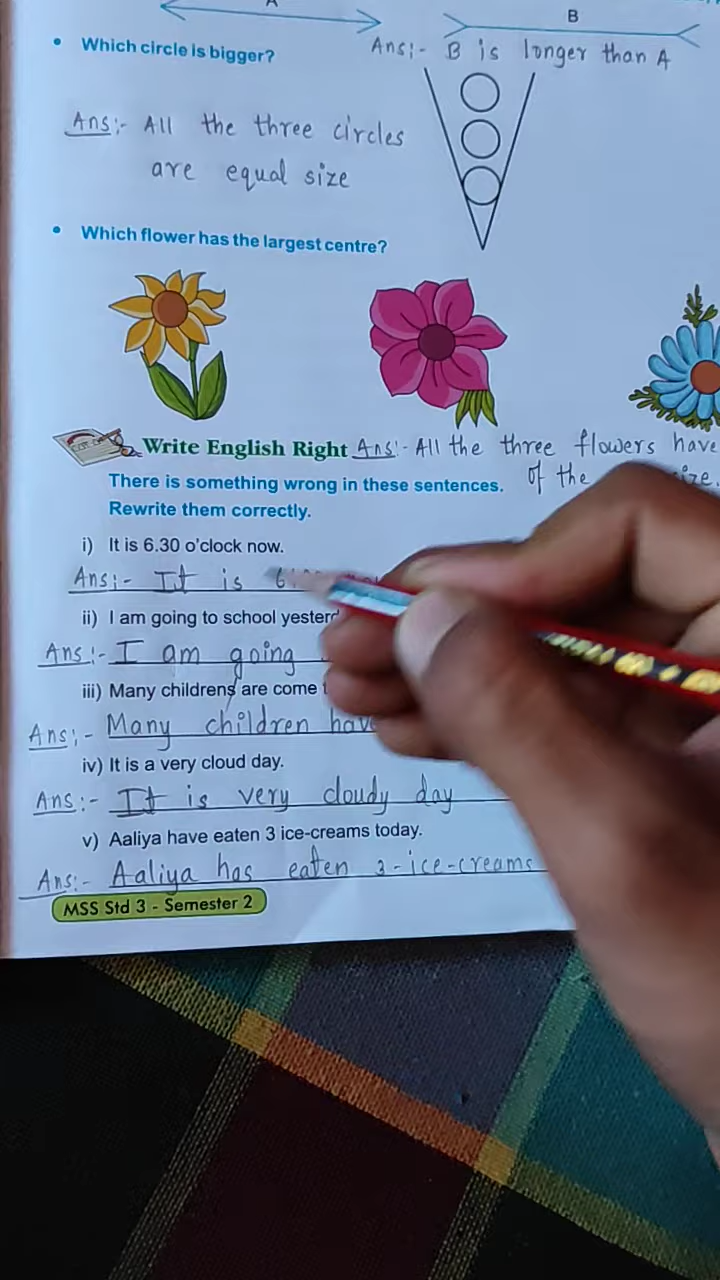 A
B
• Which circle is bigger?
Ans:- B is longer than A
Ans:- All the three circles
are equal size
• Which flower has the largest centre?
Write English Right Ans:- All the three flowers have
There is something wrong in these sentences. of the
Rewrite them correctly.
i) It is 6.30 o'clock now.
Ans:- It is
ii) I am going to school
Ans:- I am going
iii) Many childrens are come
Ans:- Many children have
iv) It is a very cloud day.
Ans:- It is very cloudy day
v) Aaliya have eaten 3 ice-creams today.
Ans:- Aaliya has eaten 3-ice-creams
MSS Std 3 - Semester 2